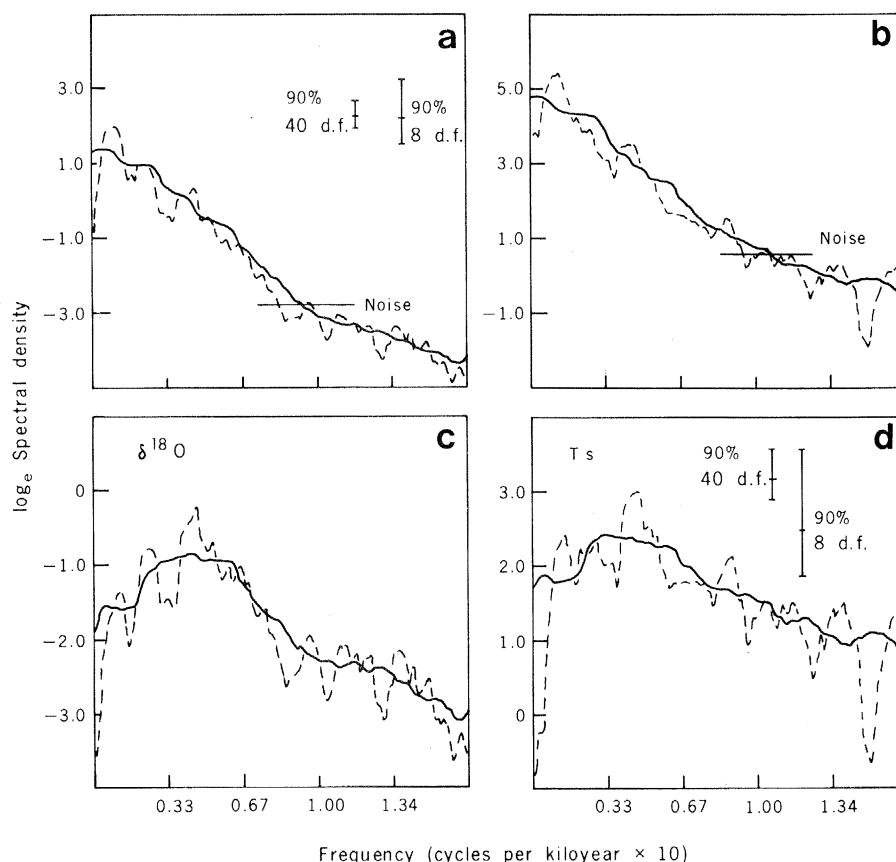 a
3.0
1.0
−1.0
−3.0
90%
40 d.f.
90%
8 d.f.
Noise
b
5.0
3.0
1.0
−1.0
Noise
logₑ Spectral density
c
δ¹⁸O
0
−1.0
−2.0
−3.0
0.33 0.67 1.00 1.34
d
Ts
90%
40 d.f.
90%
8 d.f.
3.0
2.0
1.0
0
0.33 0.67 1.00 1.34
Frequency (cycles per kiloyear × 10)